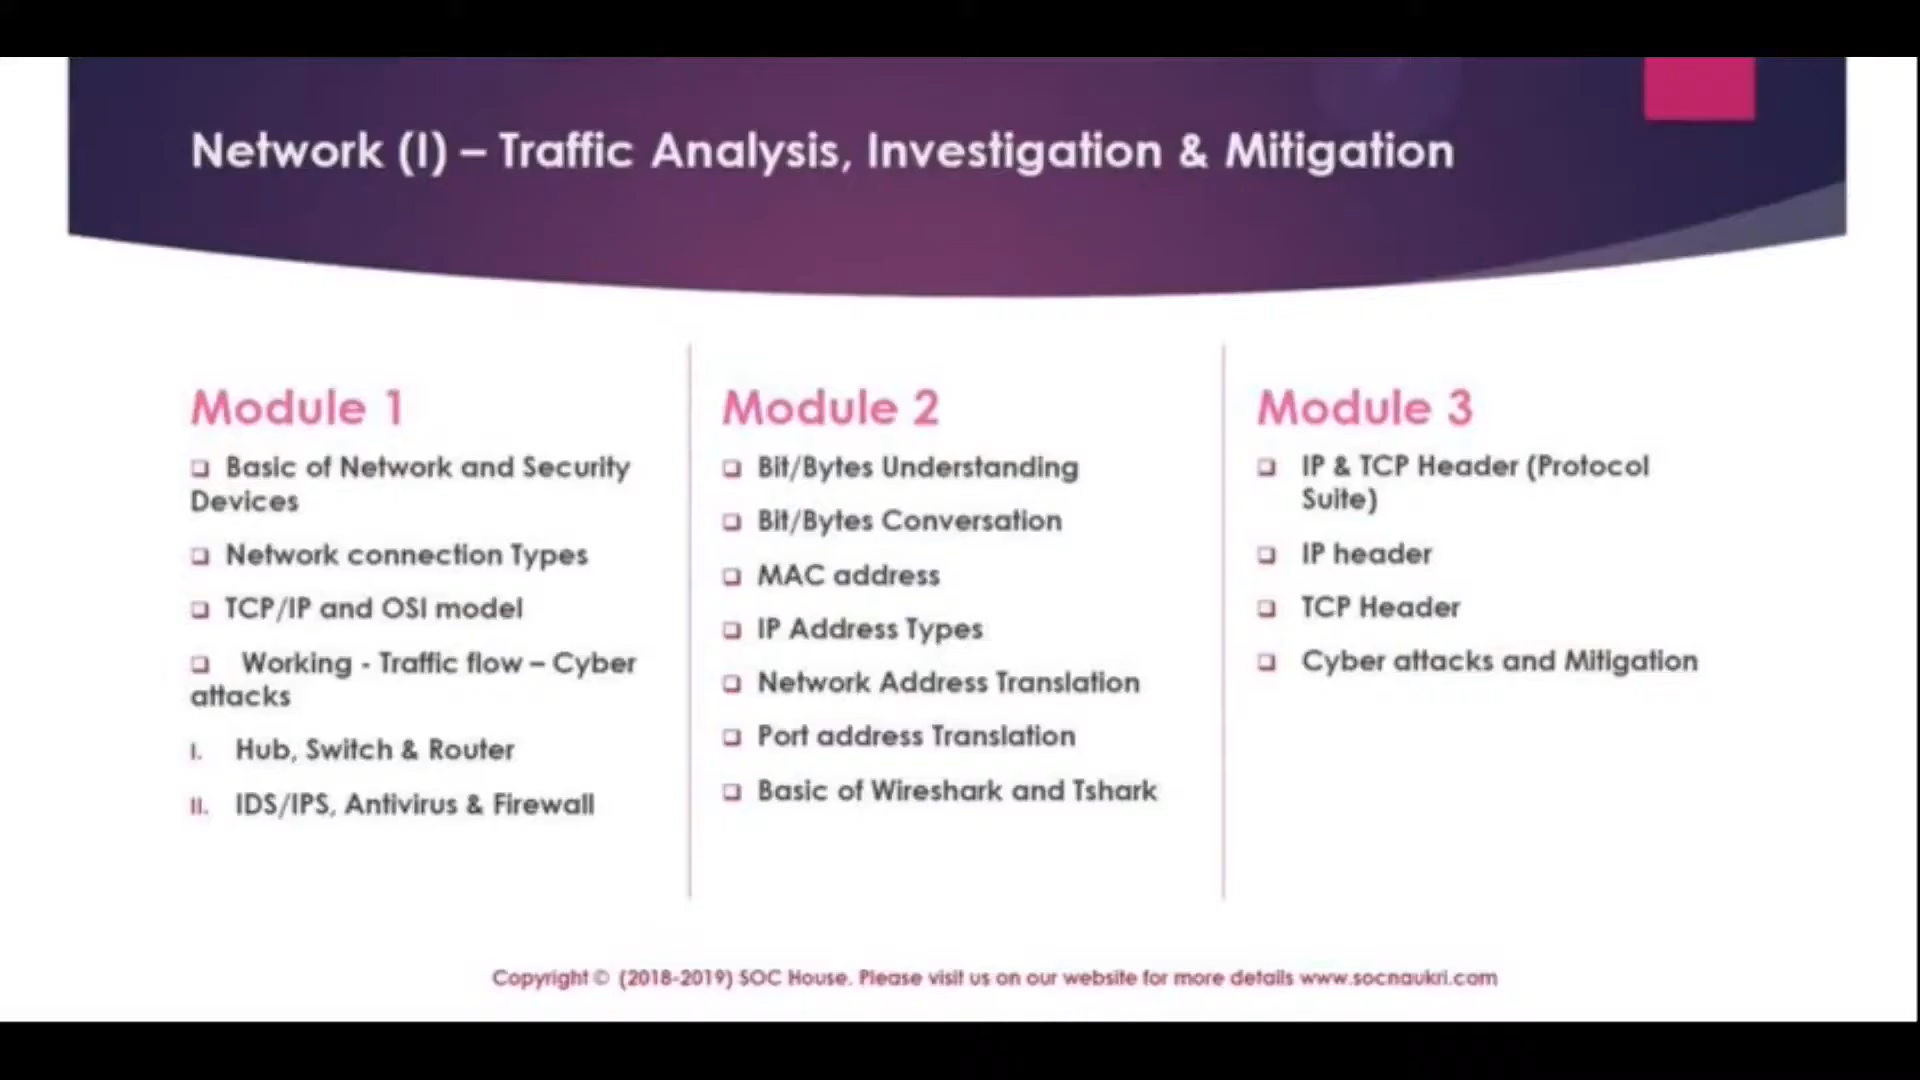 Network (I) – Traffic Analysis, Investigation & Mitigation
Module 1
Basic of Network and Security
Devices
Network connection Types
TCP/IP and OSI model
Working - Traffic flow – Cyber
attacks
I. Hub, Switch & Router
II. IDS/IPS, Antivirus & Firewall
Module 2
Bit/Bytes Understanding
Bit/Bytes Conversation
MAC address
IP Address Types
Network Address Translation
Port address Translation
Basic of Wireshark and Tshark
Module 3
IP & TCP Header (Protocol
Suite)
IP header
TCP Header
Cyber attacks and Mitigation
Copyright © (2018-2019) SOC House. Please visit us on our website for more details www.socnaukri.com